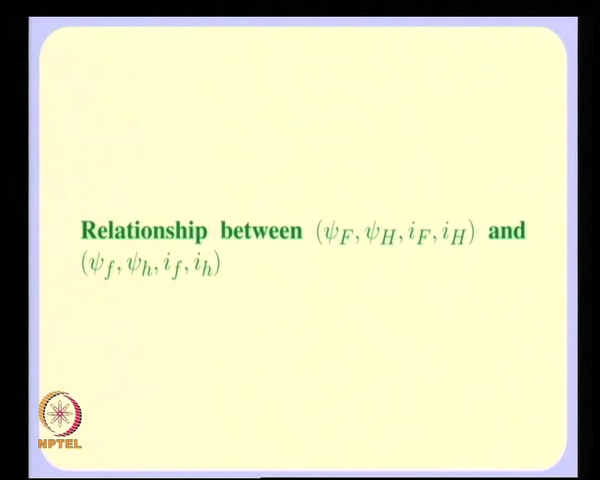 Relationship between (ψ_F, ψ_H, i_F, i_H) and
(ψ_f, ψ_h, i_f, i_h)
NPTEL